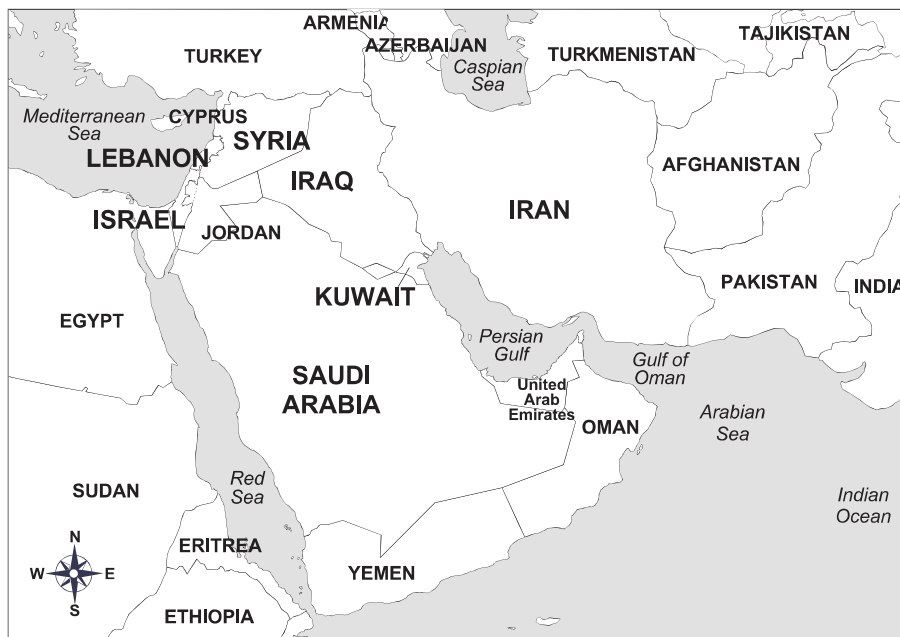 ARMENIA
TAJIKISTAN
AZERBAIJAN
TURKEY
TURKMENISTAN
Caspian
Sea
Mediterranean
Sea
CYPRUS
SYRIA
LEBANON
AFGHANISTAN
IRAQ
IRAN
ISRAEL
JORDAN
PAKISTAN
INDIA
KUWAIT
EGYPT
Persian
Gulf
Gulf of
Oman
SAUDI
ARABIA
United
Arab
Emirates
Arabian
Sea
OMAN
Red
Sea
SUDAN
Indian
Ocean
N
W
E
S
ERITREA
YEMEN
ETHIOPIA